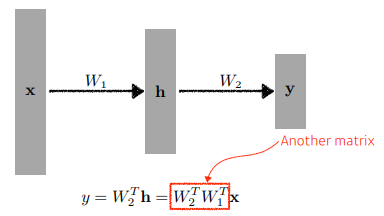 x W₁ h W₂ y
Another matrix
y = W₂ᵀh = W₂ᵀW₁ᵀx